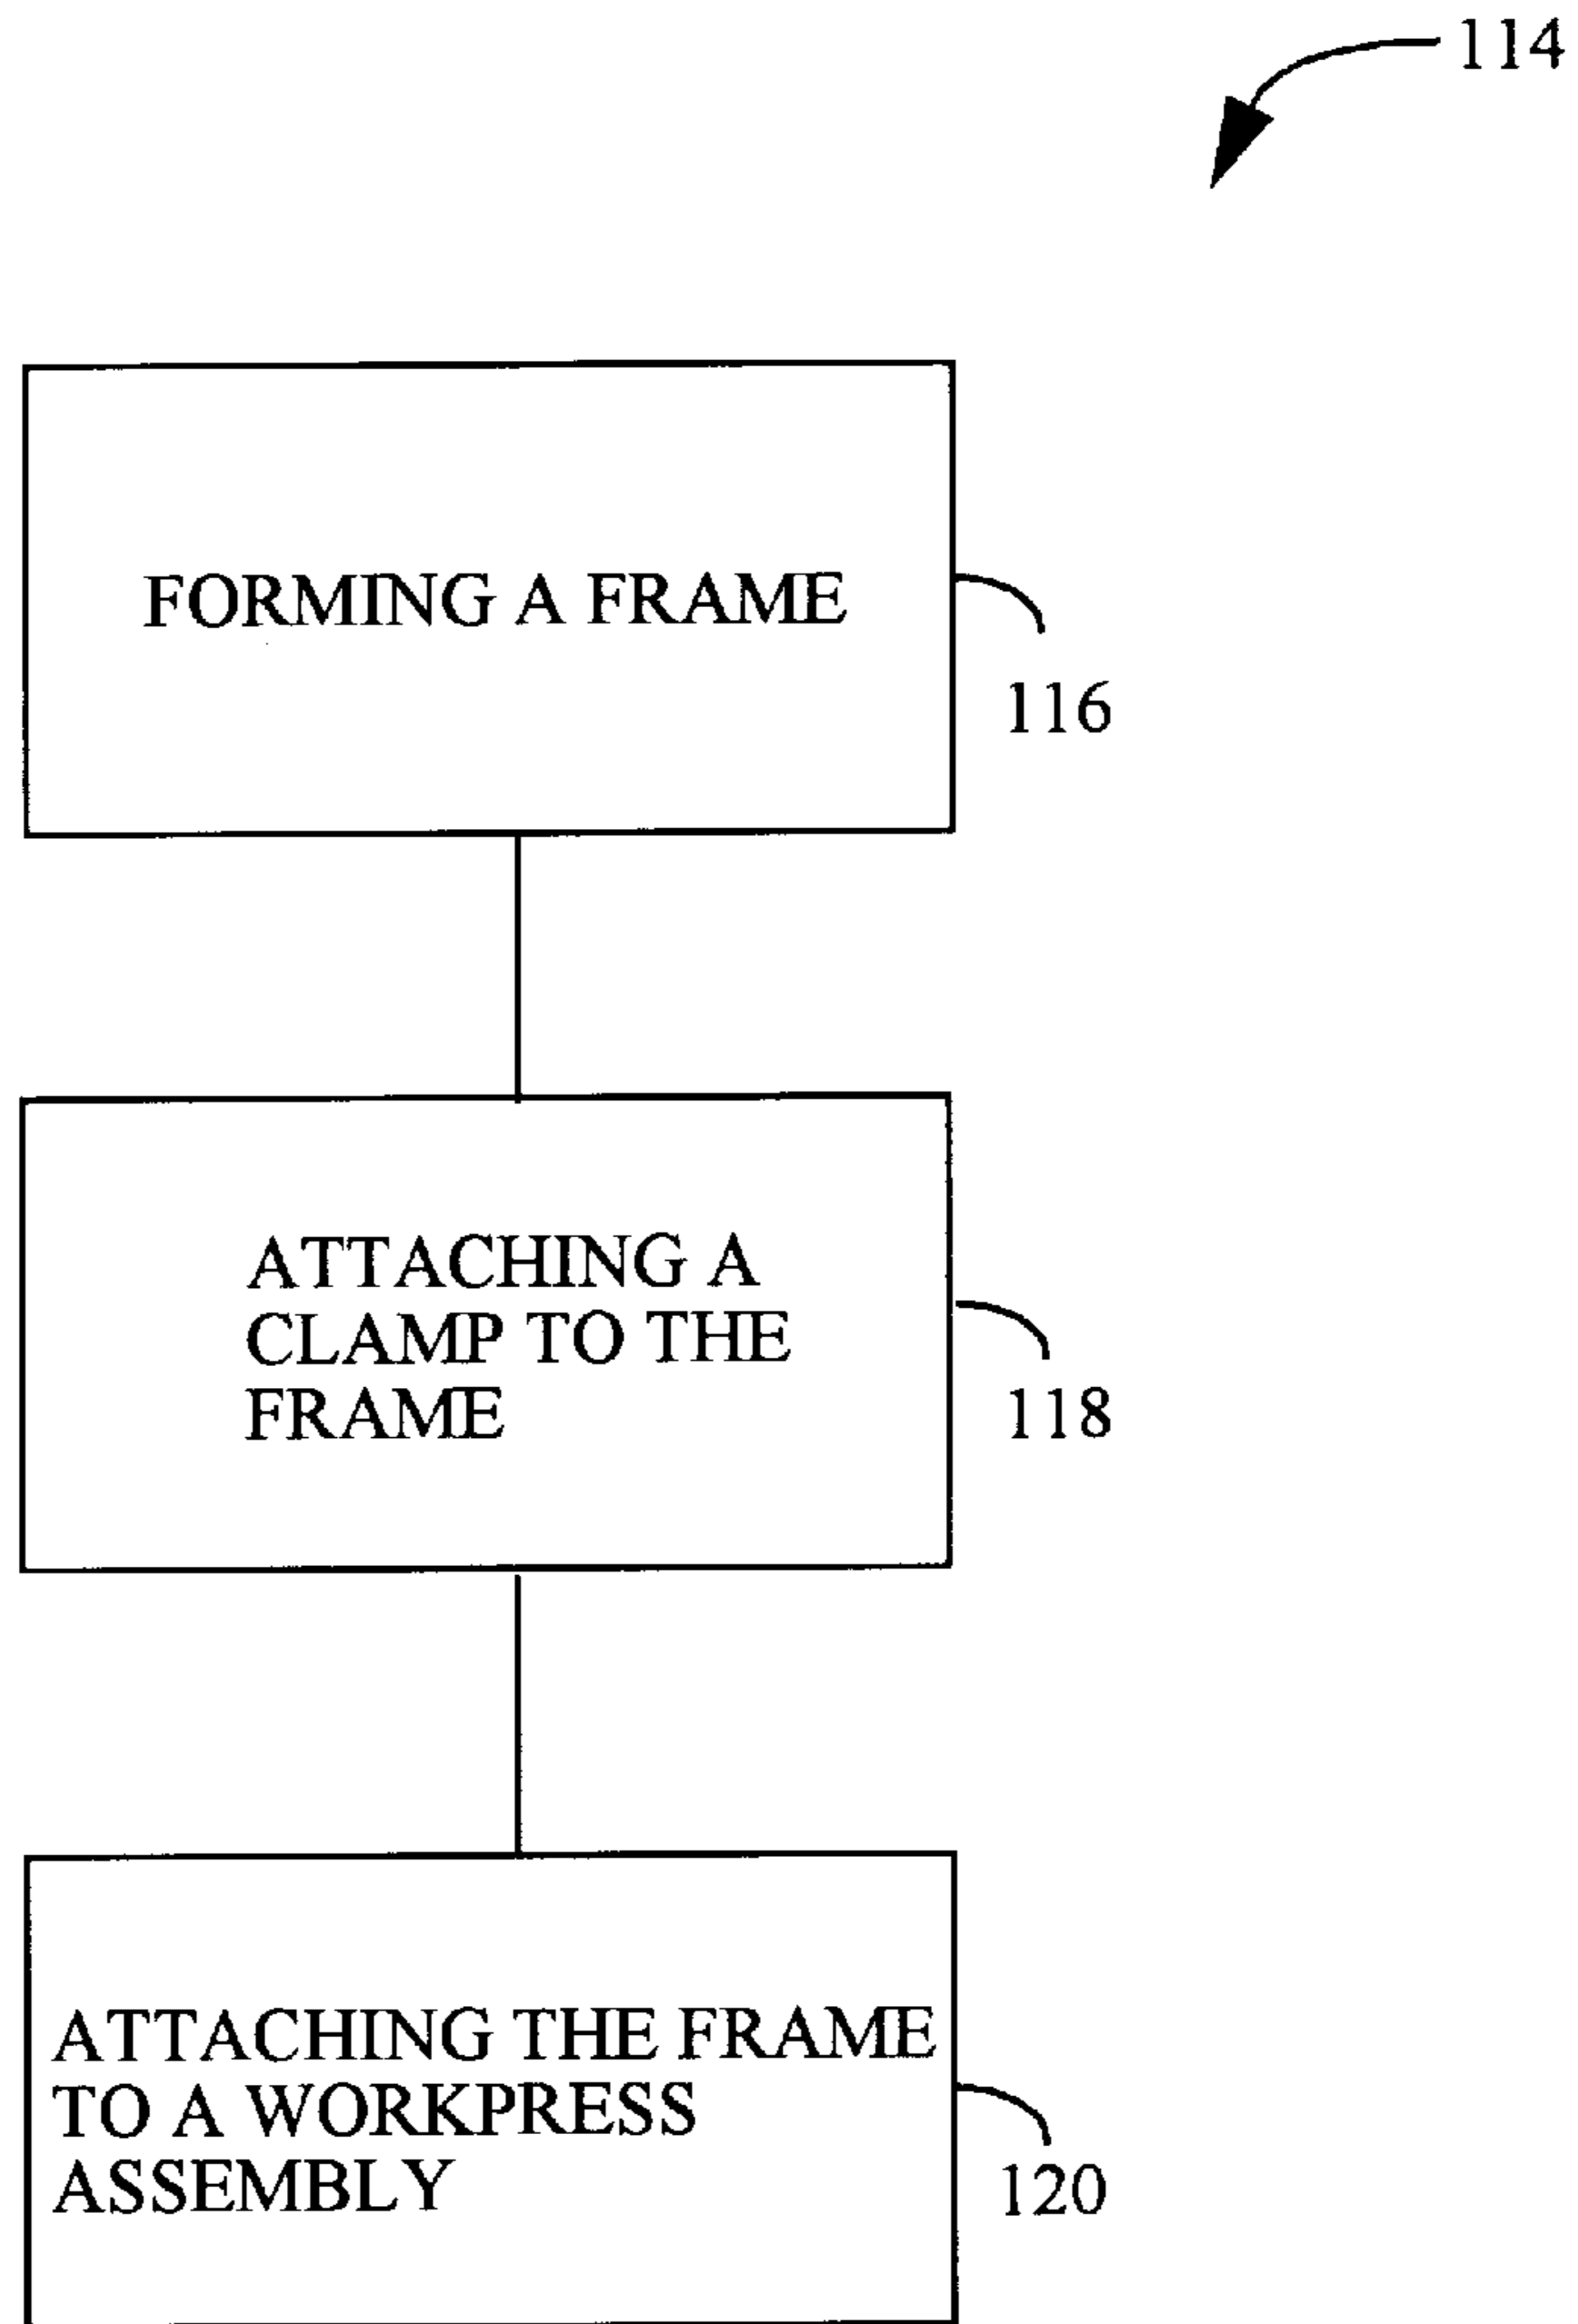 114
FORMING A FRAME
116
ATTACHING A
CLAMP TO THE
FRAME
118
ATTACHING THE FRAME
TO A WORKPRESS
ASSEMBLY
120